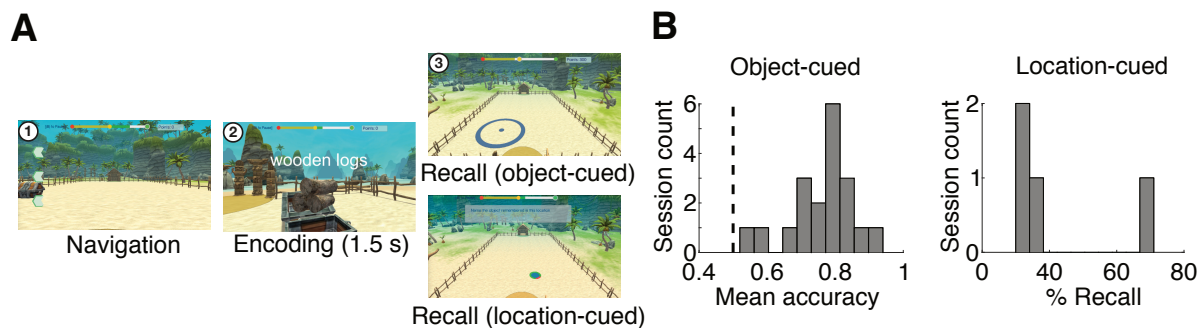 A
1
Navigation
2
wooden logs
Encoding (1.5 s)
3
Recall (object-cued)
Recall (location-cued)
B
Object-cued
Session count
6
4
2
0
0.4
0.6
0.8
1
Mean accuracy
Location-cued
Session count
2
1
0
0
40
60
80
% Recall